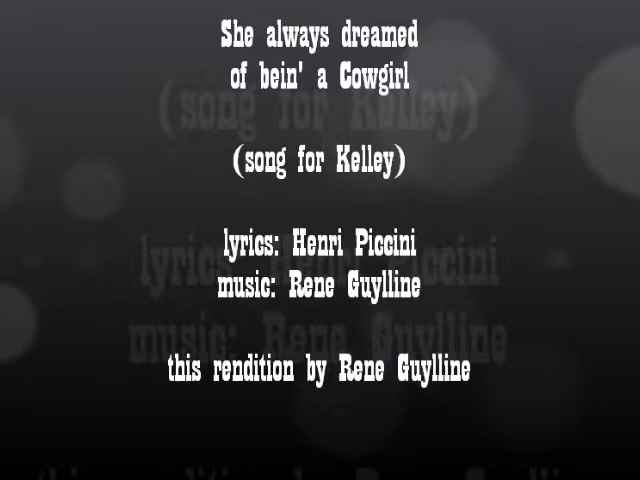 She always dreamed
of bein' a Cowgirl
(song for Kelley)
lyrics: Henri Piccini
music: Rene Guylline
this rendition by Rene Guylline